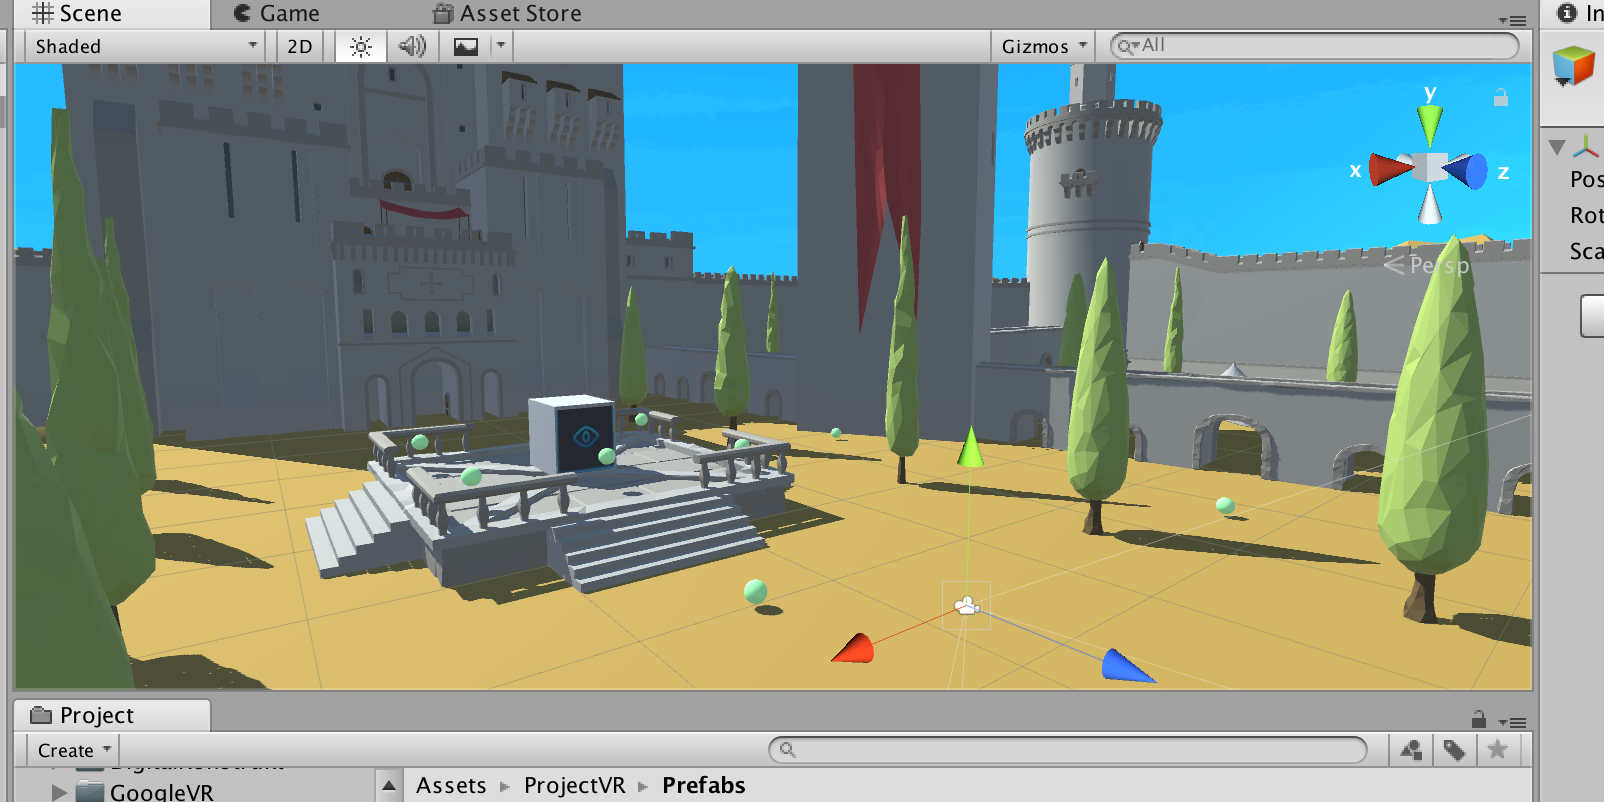 Scene Game Asset Store In
Shaded 2D Gizmos All
y
x z
Persp
Pos
Rot
Sca
Project
Create
GoogleVR Assets ProjectVR Prefabs